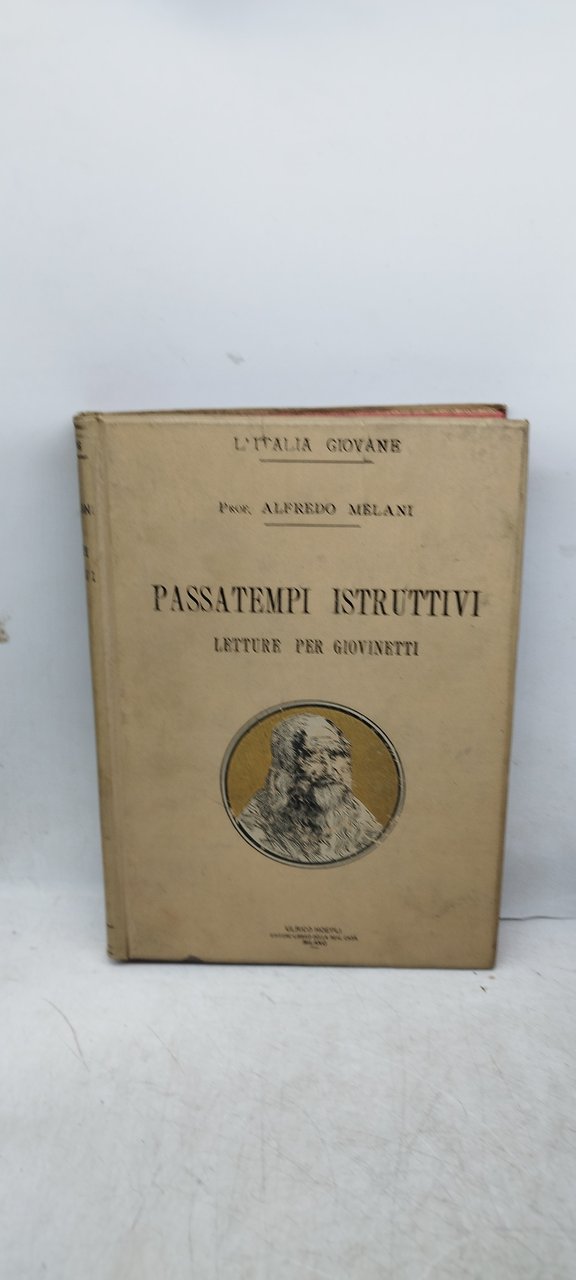 L'ITALIA GIOVANE
PROF. ALFREDO MELANI
PASSATEMPI ISTRUTTIVI
LETTURE PER GIOVINETTI
ULRICO HOEPLI
MILANO